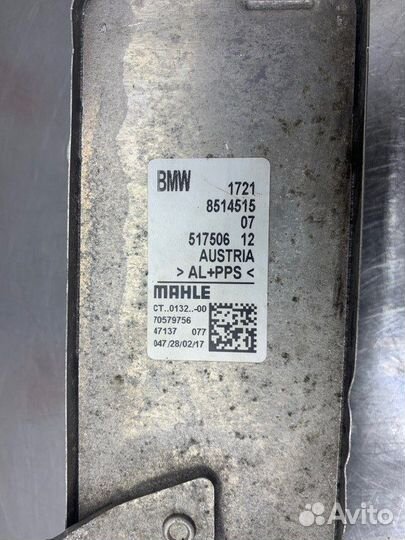 BMW 1721
8514515
07
517506 12
AUSTRIA
> AL+PPS <
MAHLE
CT..0132..-00
70579756
47137 077
047/28/02/17
Avito